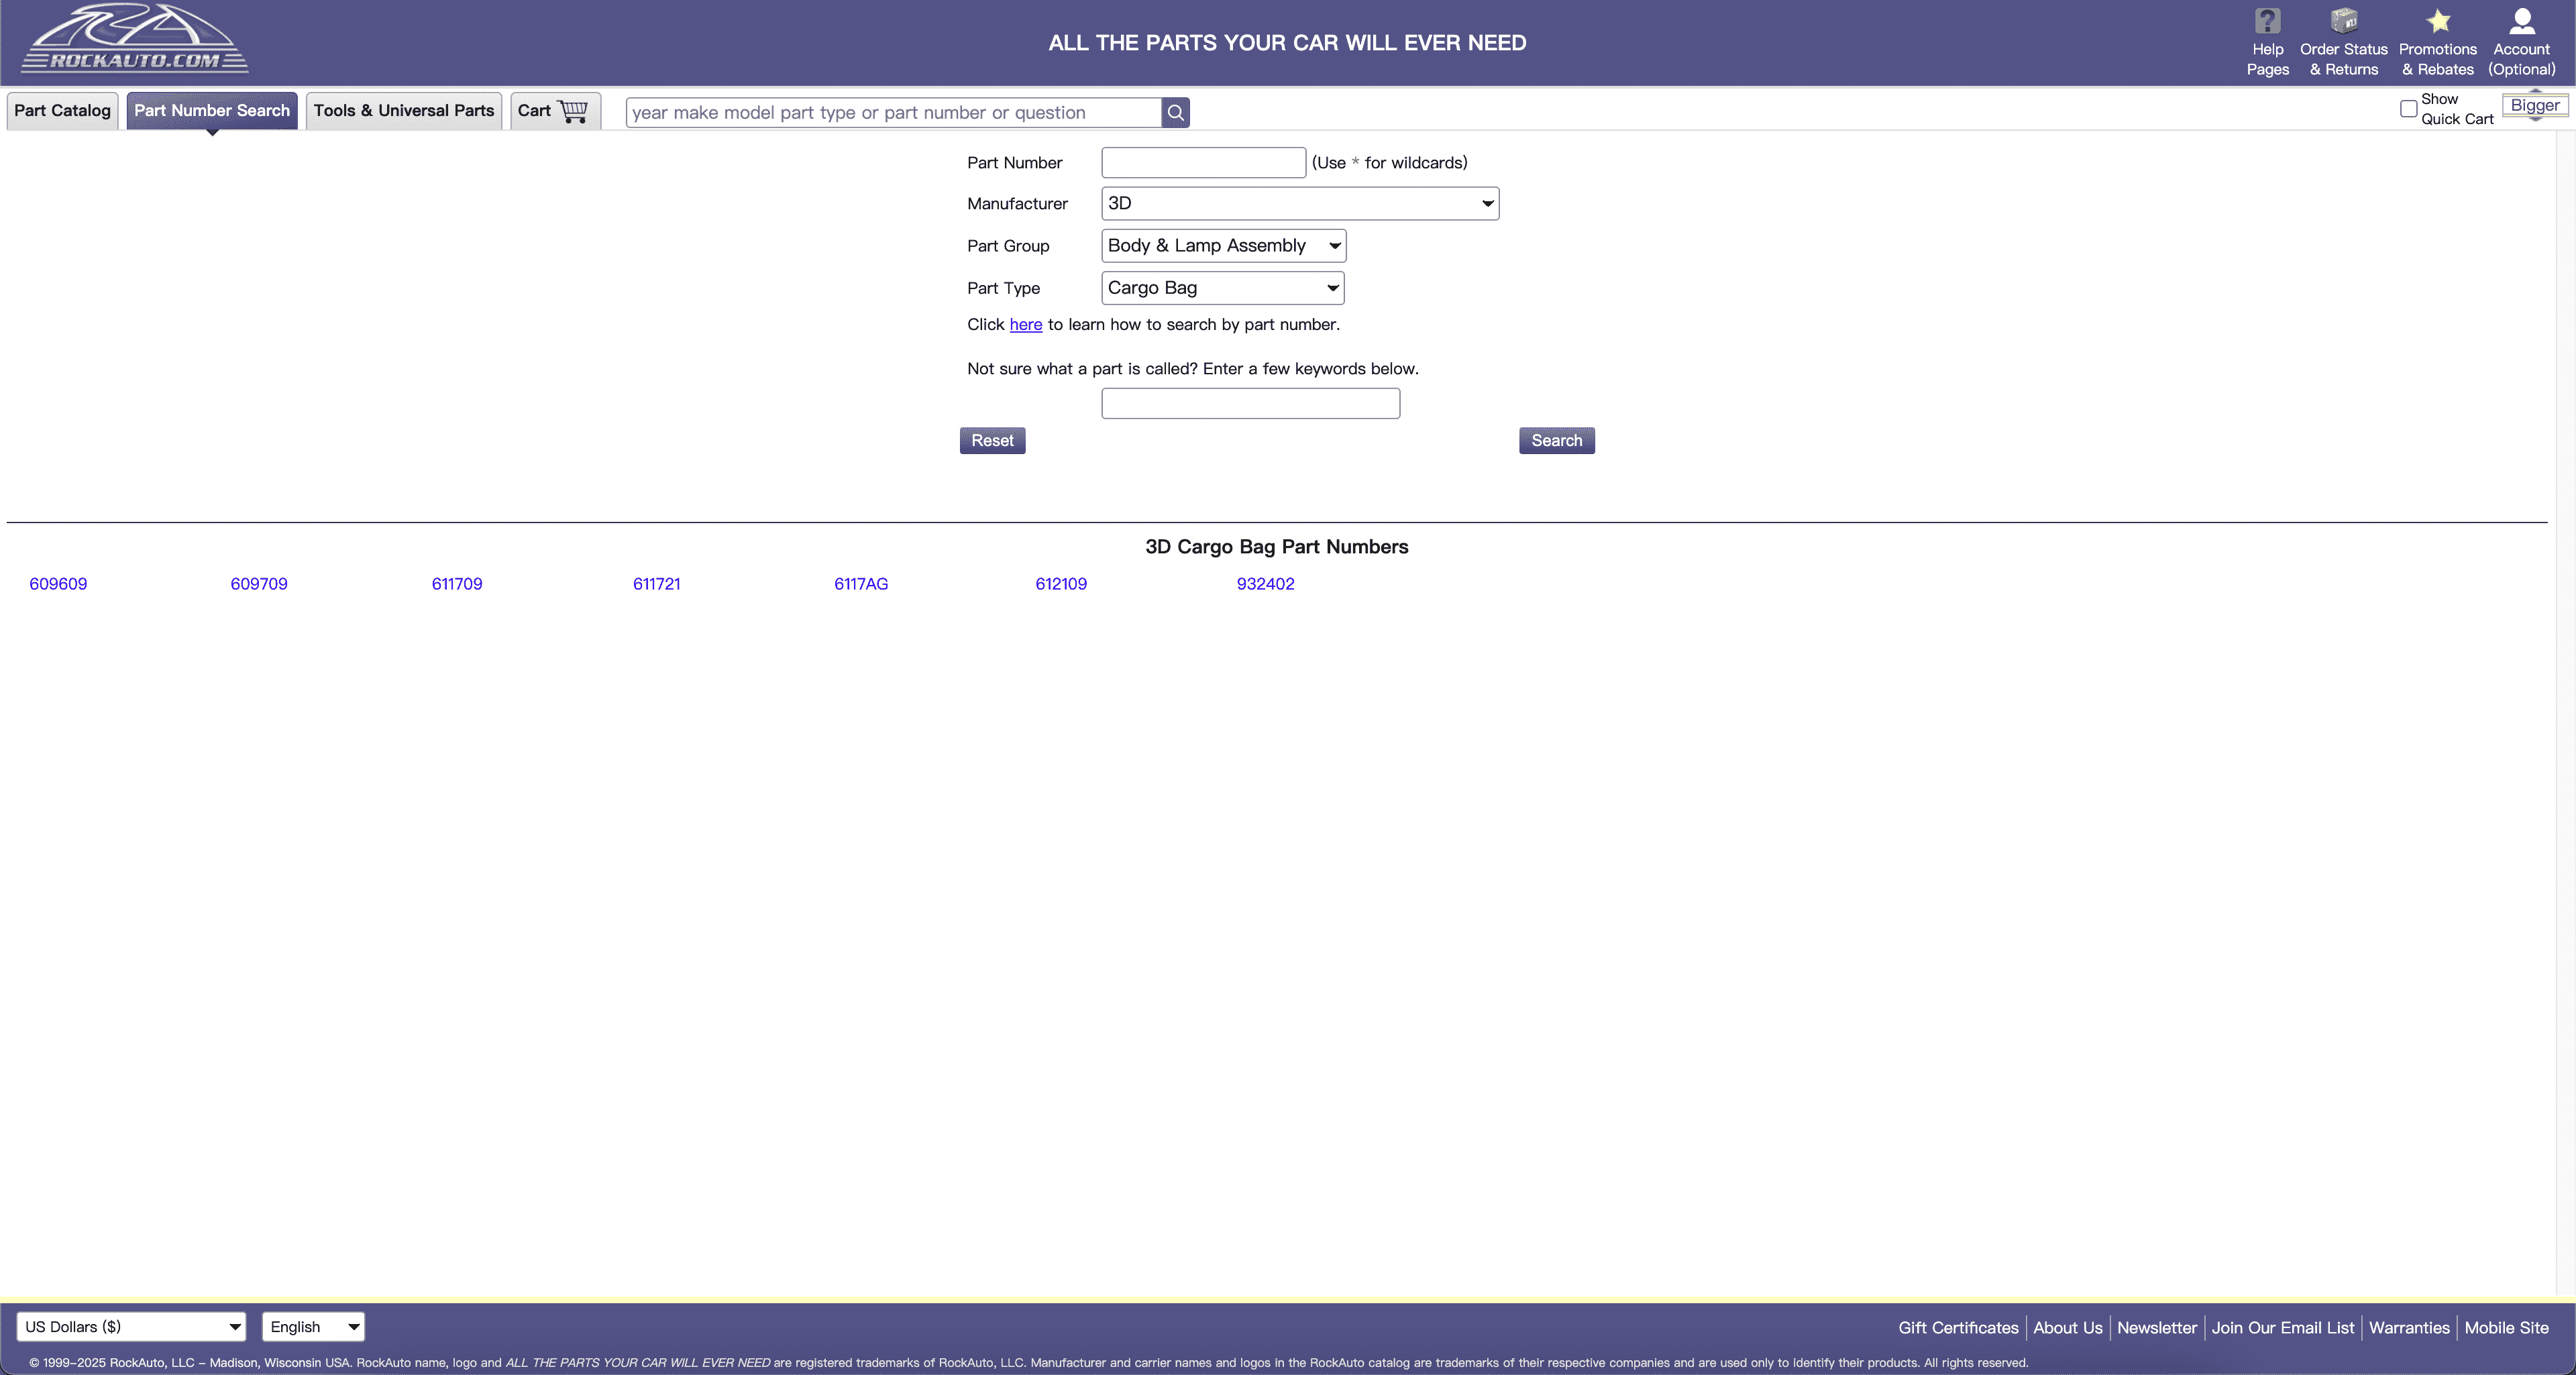 ROCKAUTO.COM
ALL THE PARTS YOUR CAR WILL EVER NEED
Help Pages
Order Status & Returns
Promotions & Rebates
Account (Optional)
Part Catalog
Part Number Search
Tools & Universal Parts
Cart
year make model part type or part number or question
Show Quick Cart
Bigger
Part Number (Use * for wildcards)
Manufacturer 3D
Part Group Body & Lamp Assembly
Part Type Cargo Bag
Click here to learn how to search by part number.
Not sure what a part is called? Enter a few keywords below.
Reset Search
3D Cargo Bag Part Numbers
609609 609709 611709 611721 6117AG 612109 932402
US Dollars ($) English
Gift Certificates About Us Newsletter Join Our Email List Warranties Mobile Site
© 1999-2025 RockAuto, LLC – Madison, Wisconsin USA. RockAuto name, logo and ALL THE PARTS YOUR CAR WILL EVER NEED are registered trademarks of RockAuto, LLC. Manufacturer and carrier names and logos in the RockAuto catalog are trademarks of their respective companies and are used only to identify their products. All rights reserved.